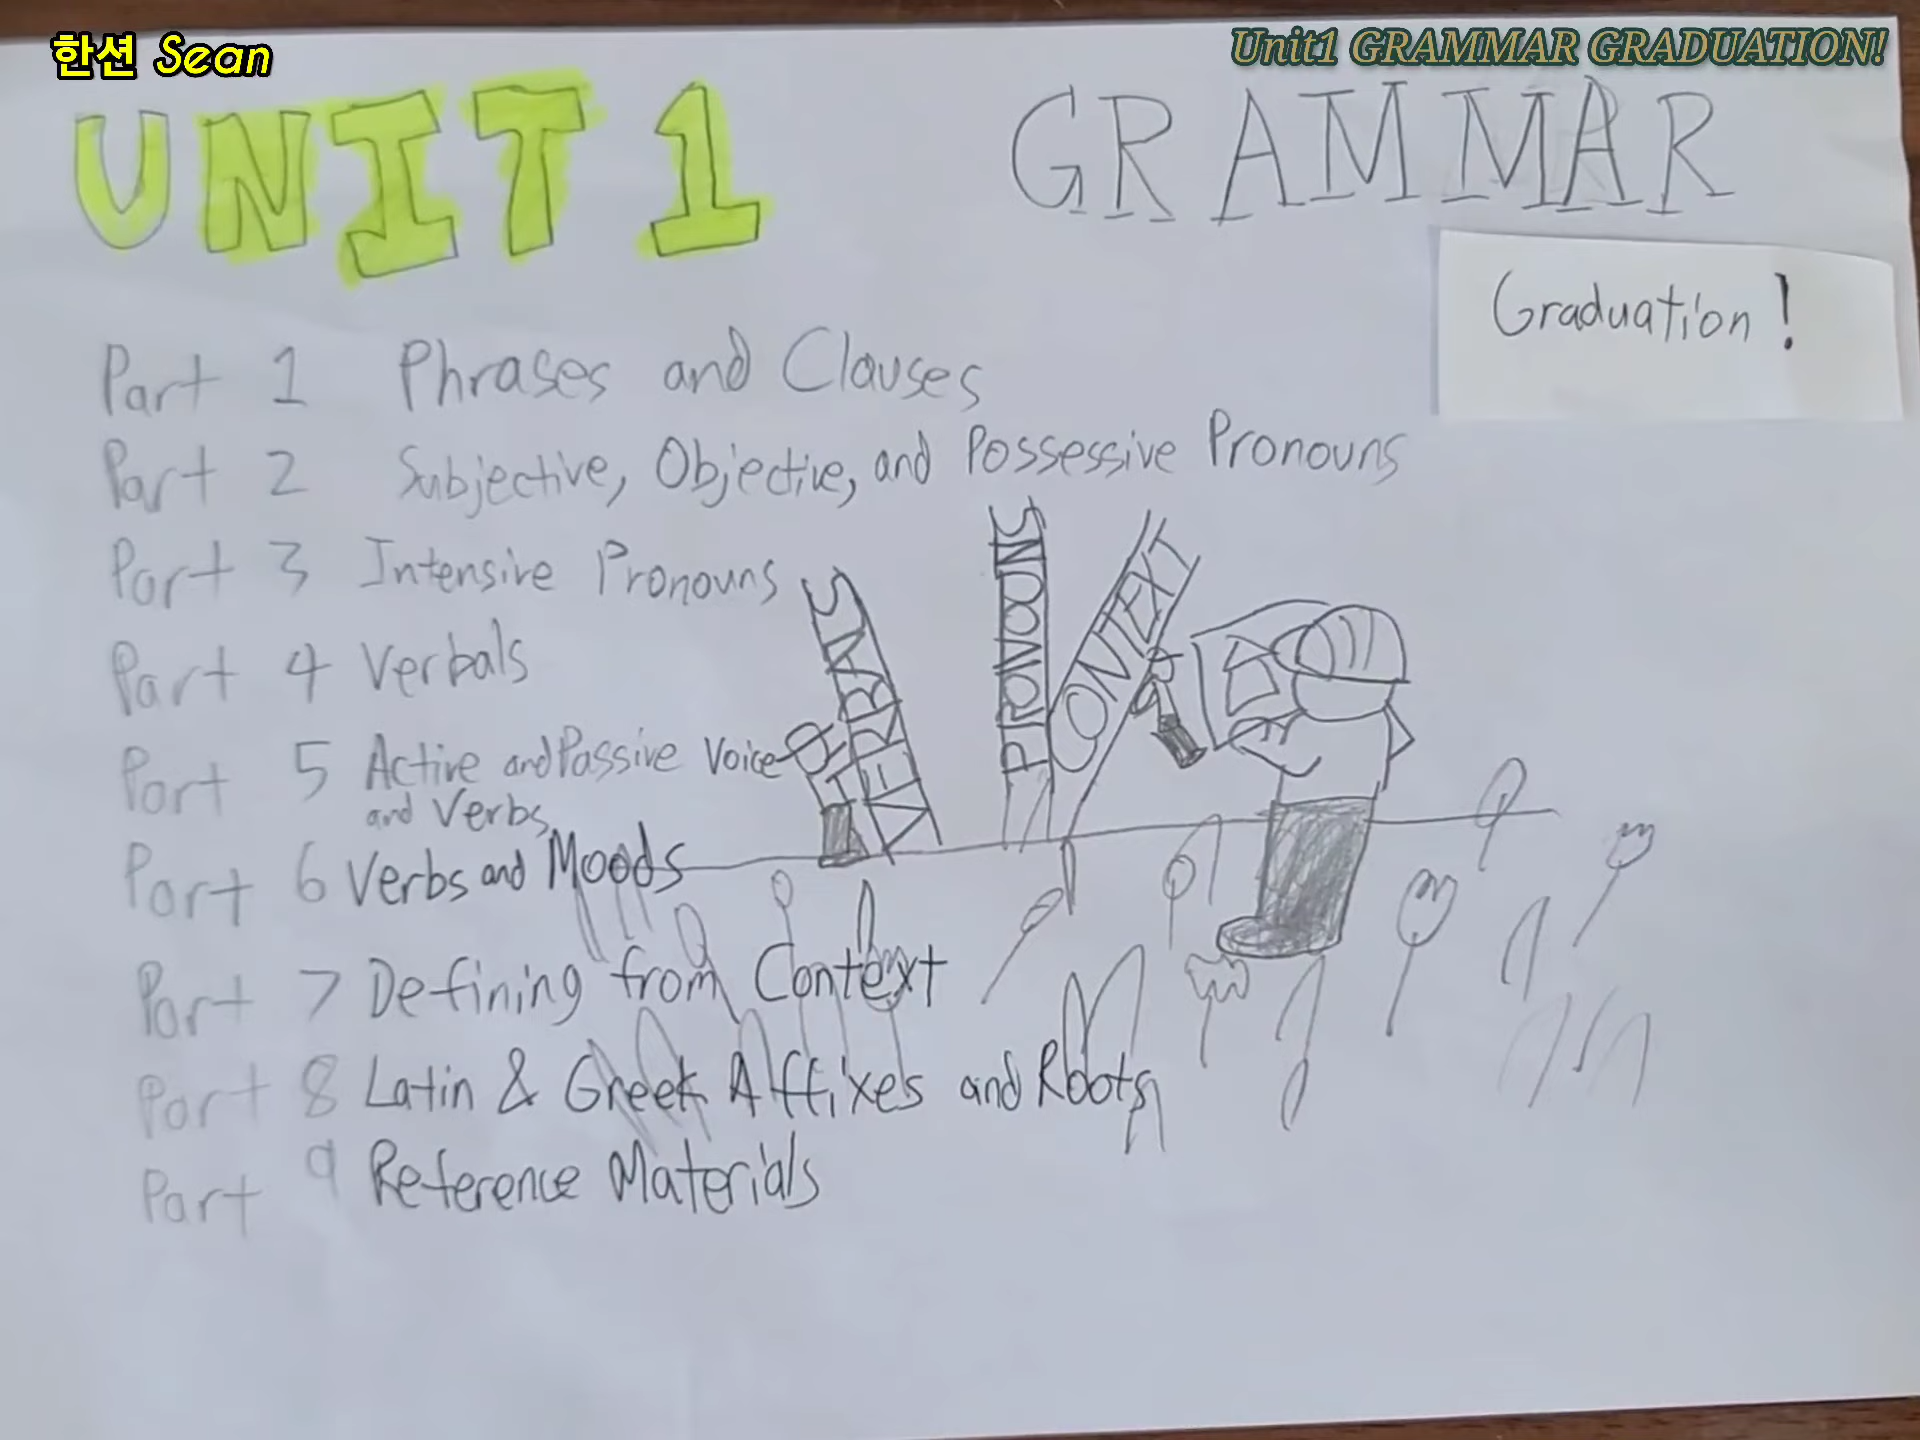 한션 Sean
Unit1 GRAMMAR GRADUATION!
UNIT 1
GRAMMAR
Graduation!
Part 1 Phrases and Clauses
Part 2 Subjective, Objective, and Possessive Pronouns
Part 3 Intensive Pronouns
Part 4 Verbals
Part 5 Active and Passive Voice
and Verbs
Part 6 Verbs and Moods
Part 7 Defining from Context
Part 8 Latin & Greek Affixes and Roots
Part 9 Reference Materials
VERBALS
PRONOUNS
CONTEXT